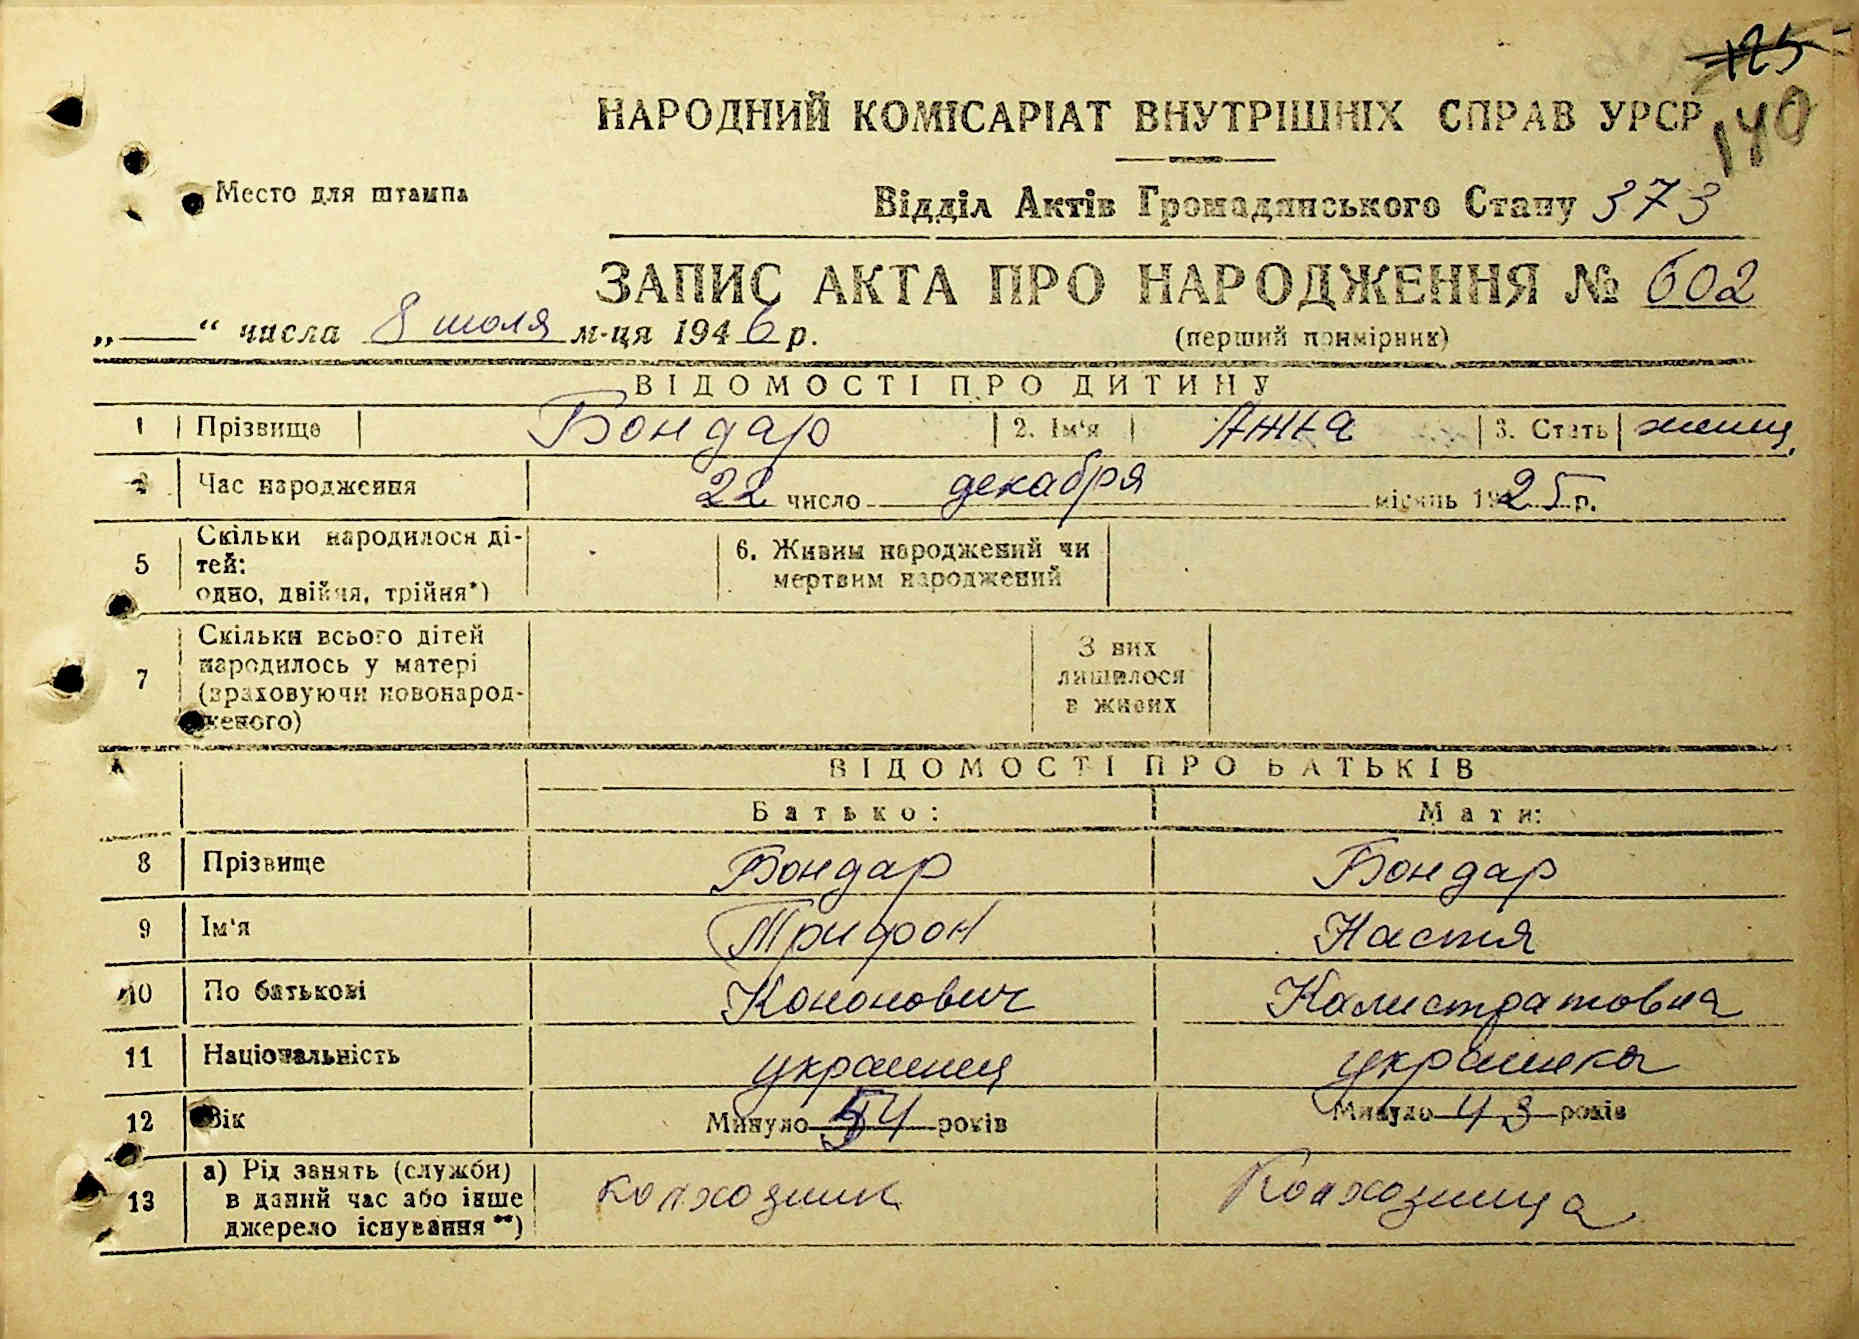 125
140
НАРОДНИЙ КОМІСАРІАТ ВНУТРІШНІХ СПРАВ УРСР
Место для штампа
Відділ Актів Громадянського Стану 373
ЗАПИС АКТА ПРО НАРОДЖЕННЯ № 602
„—“ числа 8 июля м-ця 1946 р.
(перший примірник)
ВІДОМОСТІ ПРО ДИТИНУ
1 Прізвище Бондар 2. Ім'я Анна 3. Стать женщ.
4 Час народження 22 число декабря місяць 1925 р.
5 Скільки народилося ді-
тей:
одно, двійня, трійня*)
6. Живим народжений чи
мертвим народжений
7 Скільки всього дітей
народилось у матері
(враховуючи новонарод-
женого)
З них
лишилося
в живих
ВІДОМОСТІ ПРО БАТЬКІВ
Батько: Мати:
8 Прізвище Бондар Бондар
9 Ім'я Трифон Настя
10 По батькові Кононович Калистратовна
11 Національність украинец украинка
12 Вік Минуло 54 років Минуло 43 років
13 а) Рід занять (служби)
в даний час або інше
джерело існування**)
колхозник Колхозница